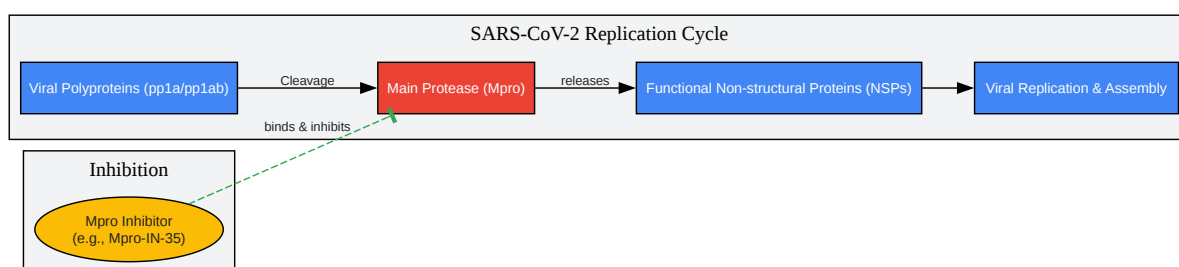 SARS-CoV-2 Replication Cycle
Viral Polyproteins (pp1a/pp1ab)
Cleavage
Main Protease (Mpro)
releases
Functional Non-structural Proteins (NSPs)
Viral Replication & Assembly
binds & inhibits
Inhibition
Mpro Inhibitor
(e.g., Mpro-IN-35)